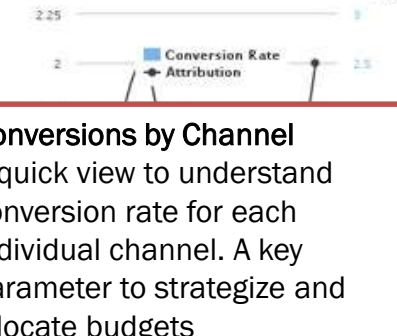 2.25 3
Conversion Rate
2 2.5
Attribution
onversions by Channel
quick view to understand
onversion rate for each
dividual channel. A key
arameter to strategize and
locate budgets